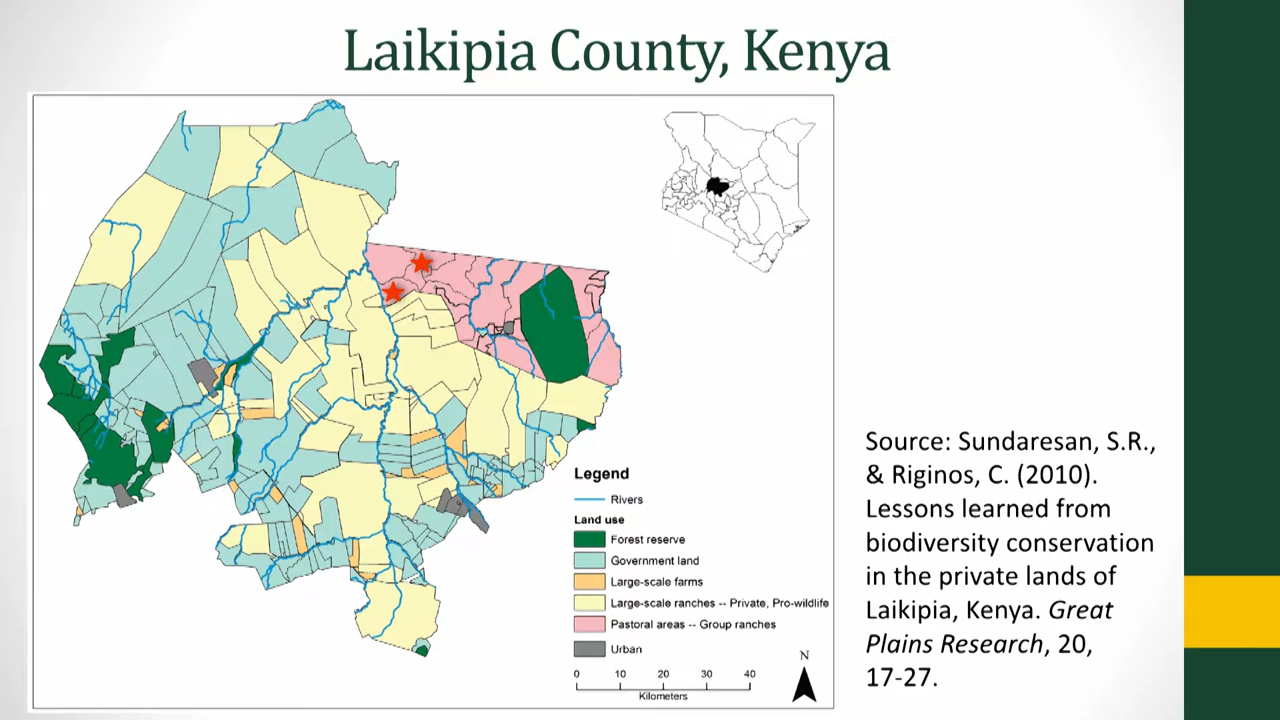 Laikipia County, Kenya
Legend
Rivers
Land use
Forest reserve
Government land
Large-scale farms
Large-scale ranches -- Private, Pro-wildlife
Pastoral areas -- Group ranches
Urban
0 10 20 30 40
Kilometers
N
Source: Sundaresan, S.R.,
& Riginos, C. (2010).
Lessons learned from
biodiversity conservation
in the private lands of
Laikipia, Kenya. Great
Plains Research, 20,
17-27.